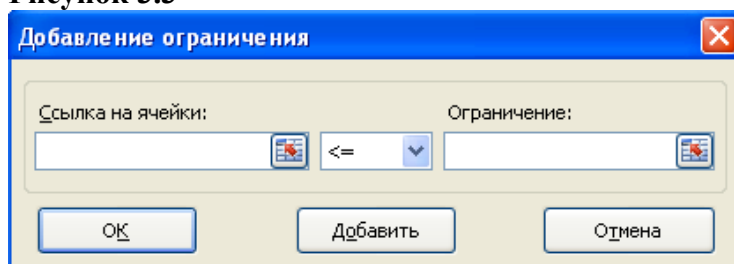 Добавление ограничения
Ссылка на ячейки: Ограничение:
<=
ОК Добавить Отмена